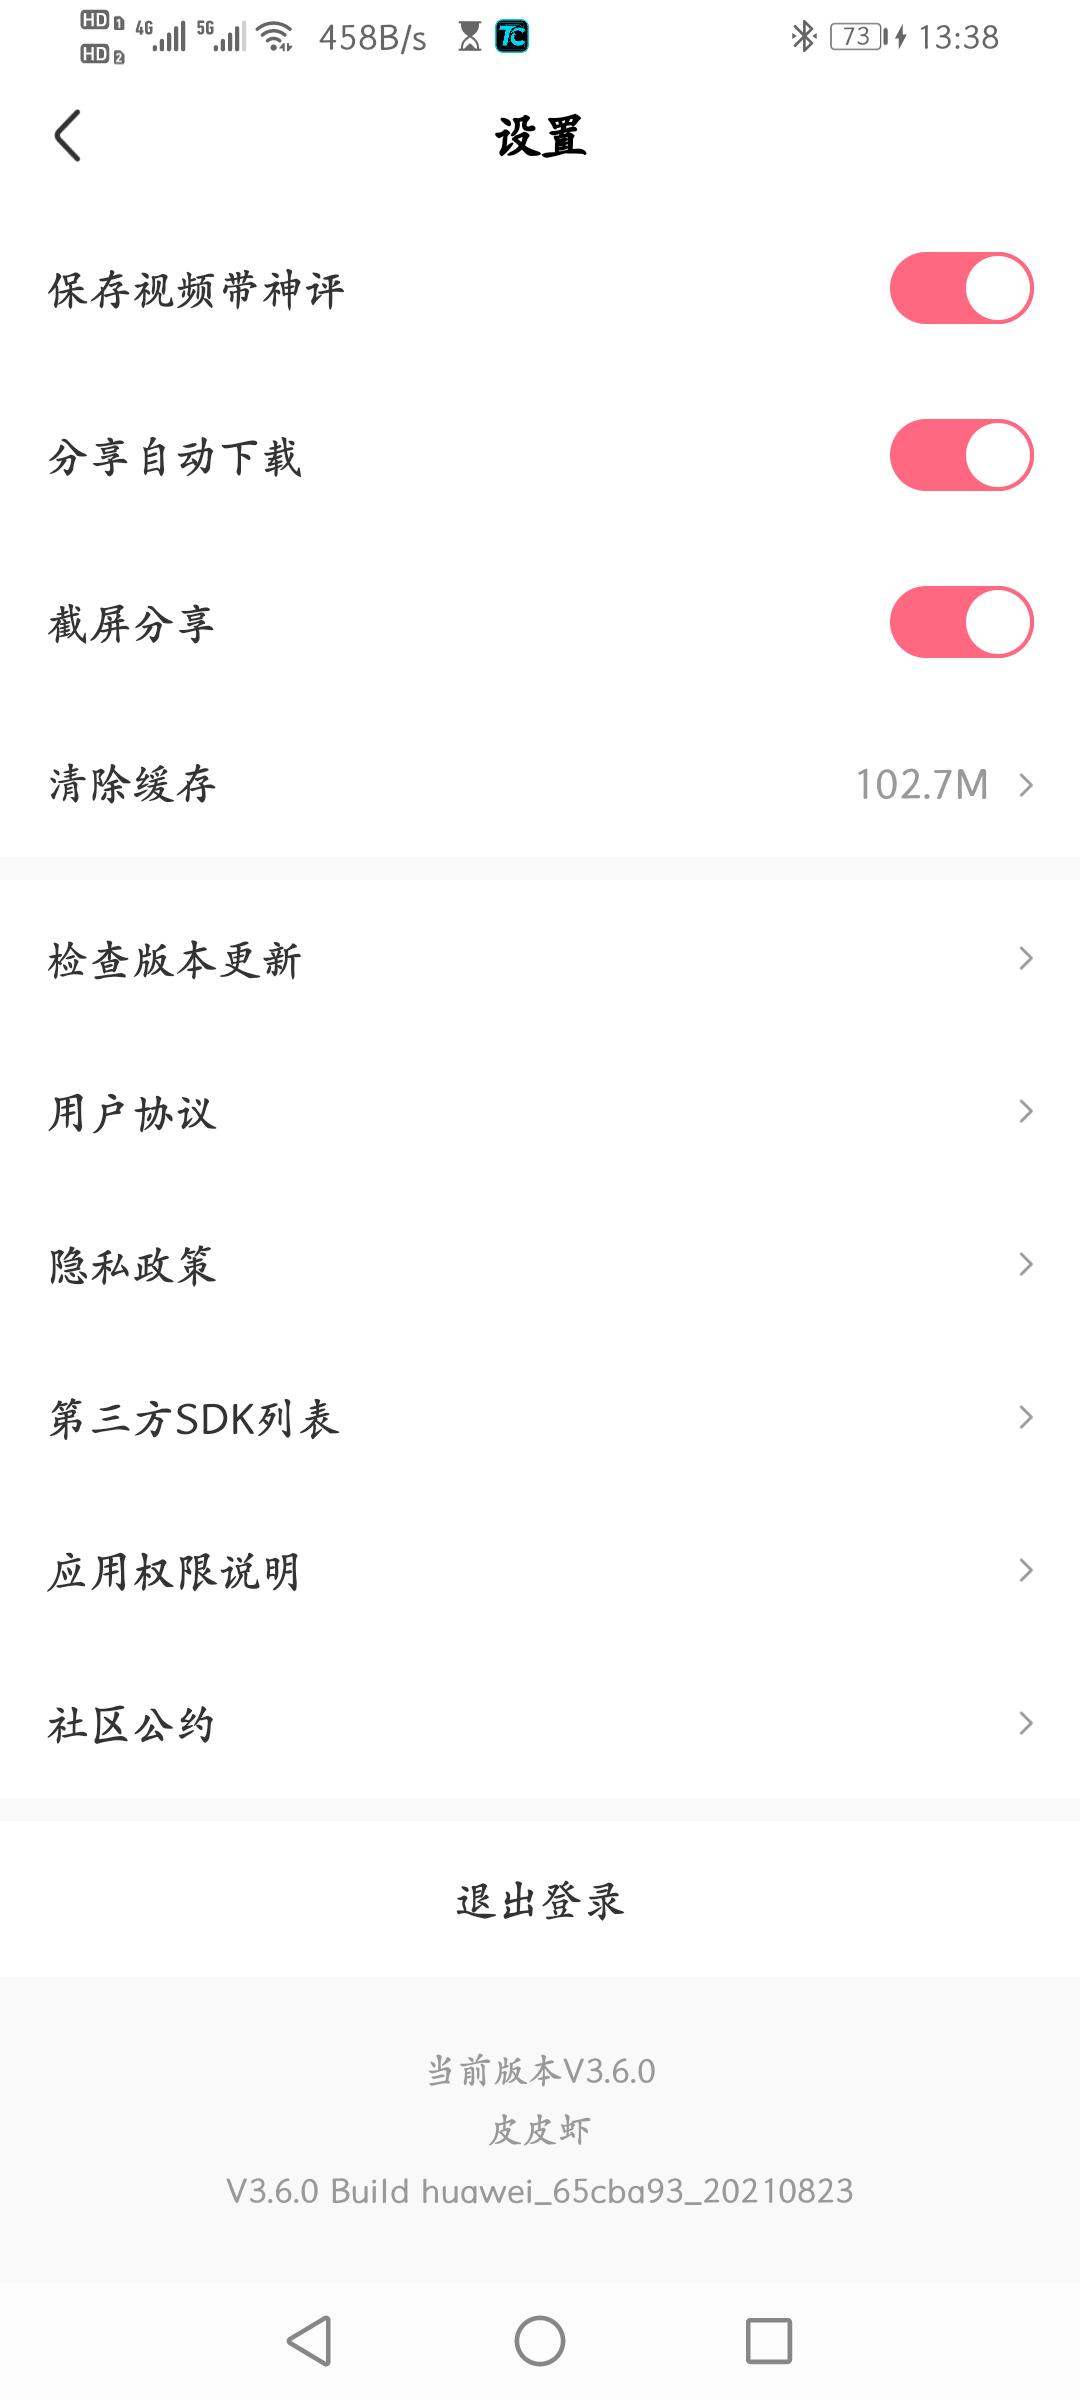 HD 1 4G 5G 458B/s TC 73 13:38
HD 2
设置
保存视频带神评
分享自动下载
截屏分享
清除缓存 102.7M
检查版本更新
用户协议
隐私政策
第三方SDK列表
应用权限说明
社区公约
退出登录
当前版本V3.6.0
皮皮虾
V3.6.0 Build huawei_65cba93_20210823